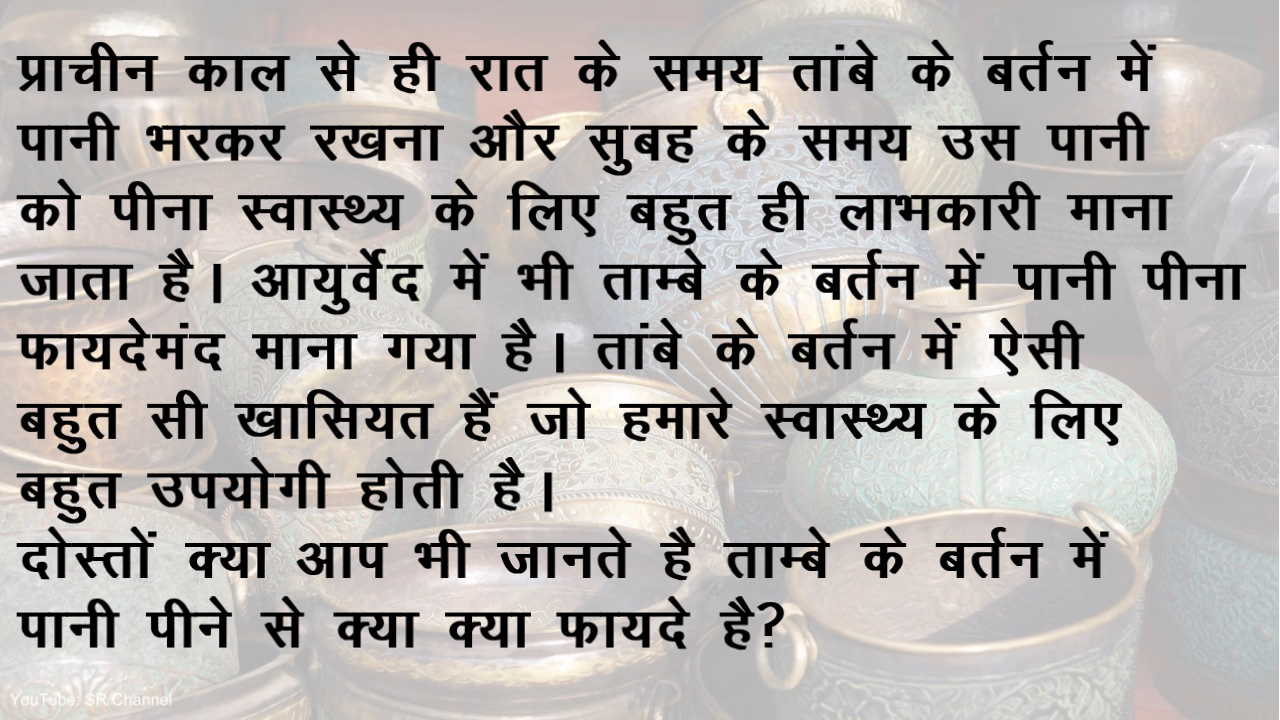 प्राचीन काल से ही रात के समय तांबे के बर्तन में
पानी भरकर रखना और सुबह के समय उस पानी
को पीना स्वास्थ्य के लिए बहुत ही लाभकारी माना
जाता है। आयुर्वेद में भी ताम्बे के बर्तन में पानी पीना
फायदेमंद माना गया है। तांबे के बर्तन में ऐसी
बहुत सी खासियत हैं जो हमारे स्वास्थ्य के लिए
बहुत उपयोगी होती है।
दोस्तों क्या आप भी जानते है ताम्बे के बर्तन में
पानी पीने से क्या क्या फायदे है?
YouTube: SR Channel